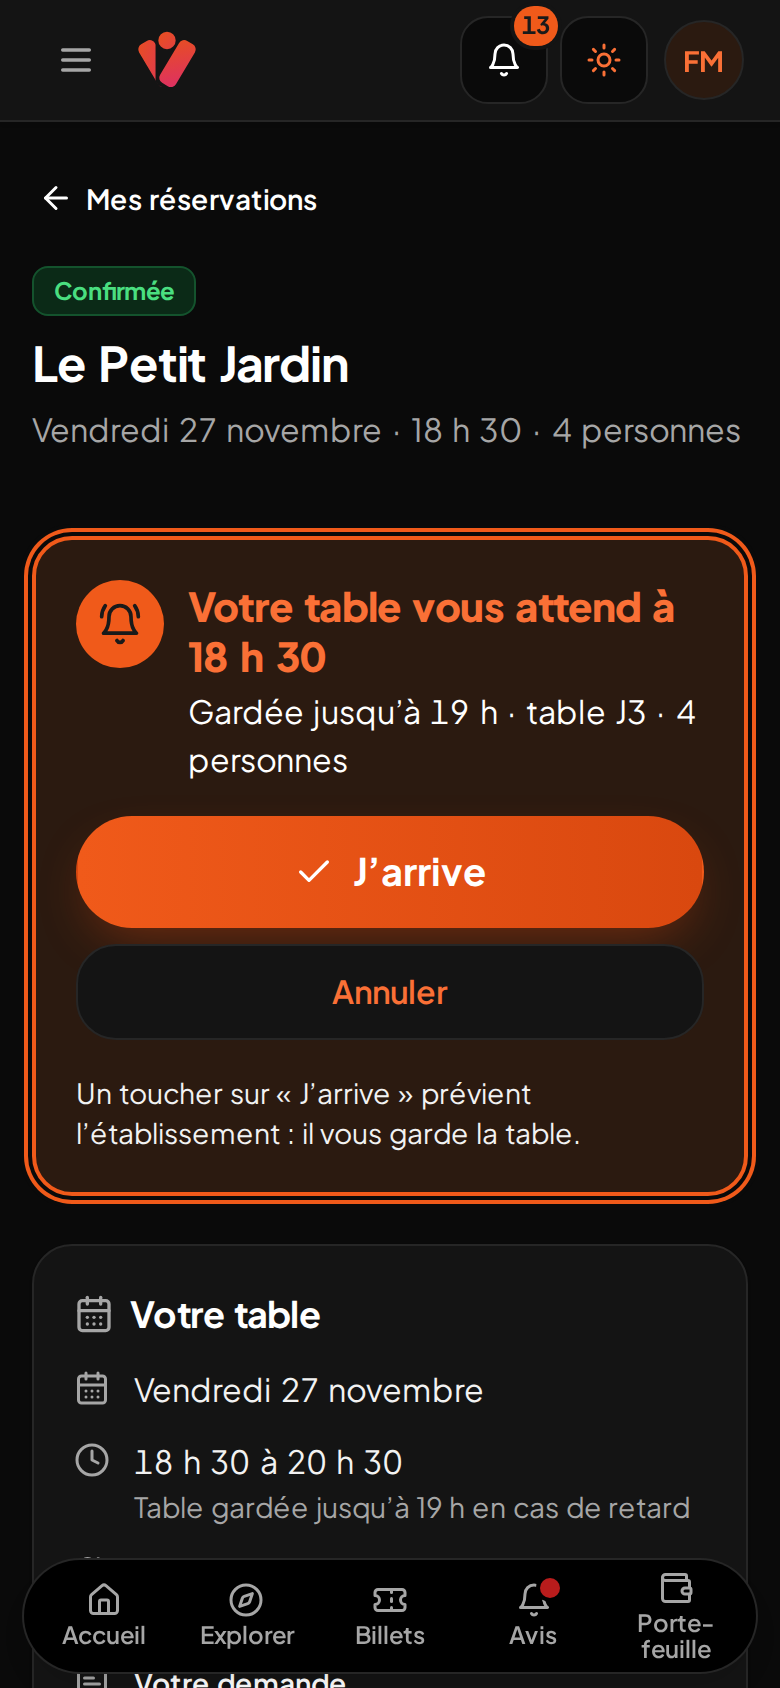 13
FM
Mes réservations
Confirmée
Le Petit Jardin
Vendredi 27 novembre · 18 h 30 · 4 personnes
Votre table vous attend à
18 h 30
Gardée jusqu’à 19 h · table J3 · 4
personnes
J’arrive
Annuler
Un toucher sur « J’arrive » prévient
l’établissement : il vous garde la table.
Votre table
Vendredi 27 novembre
18 h 30 à 20 h 30
Table gardée jusqu’à 19 h en cas de retard
Accueil
Explorer
Billets
Avis
Porte-
feuille
Votre demande